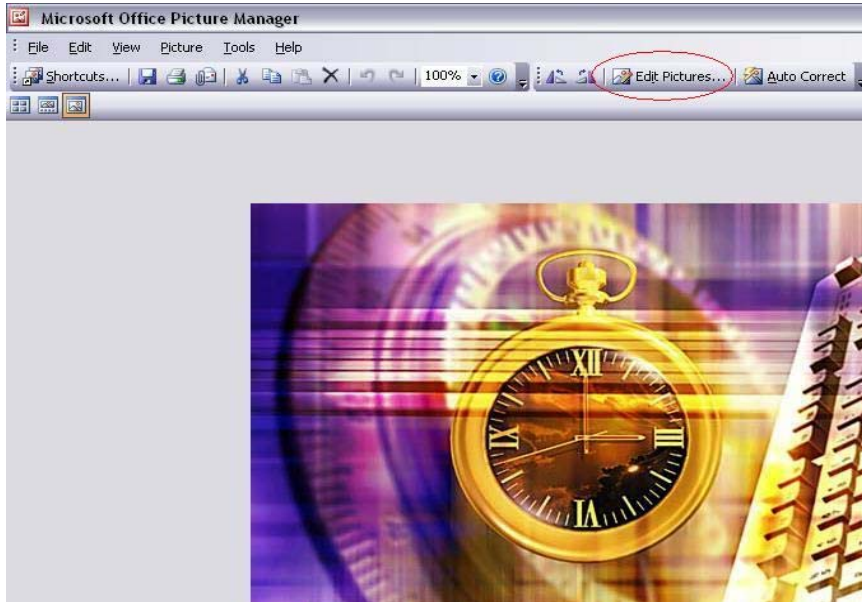 Microsoft Office Picture Manager
File Edit View Picture Tools Help
Shortcuts... 100% Edit Pictures... Auto Correct
XII
IX III
VI